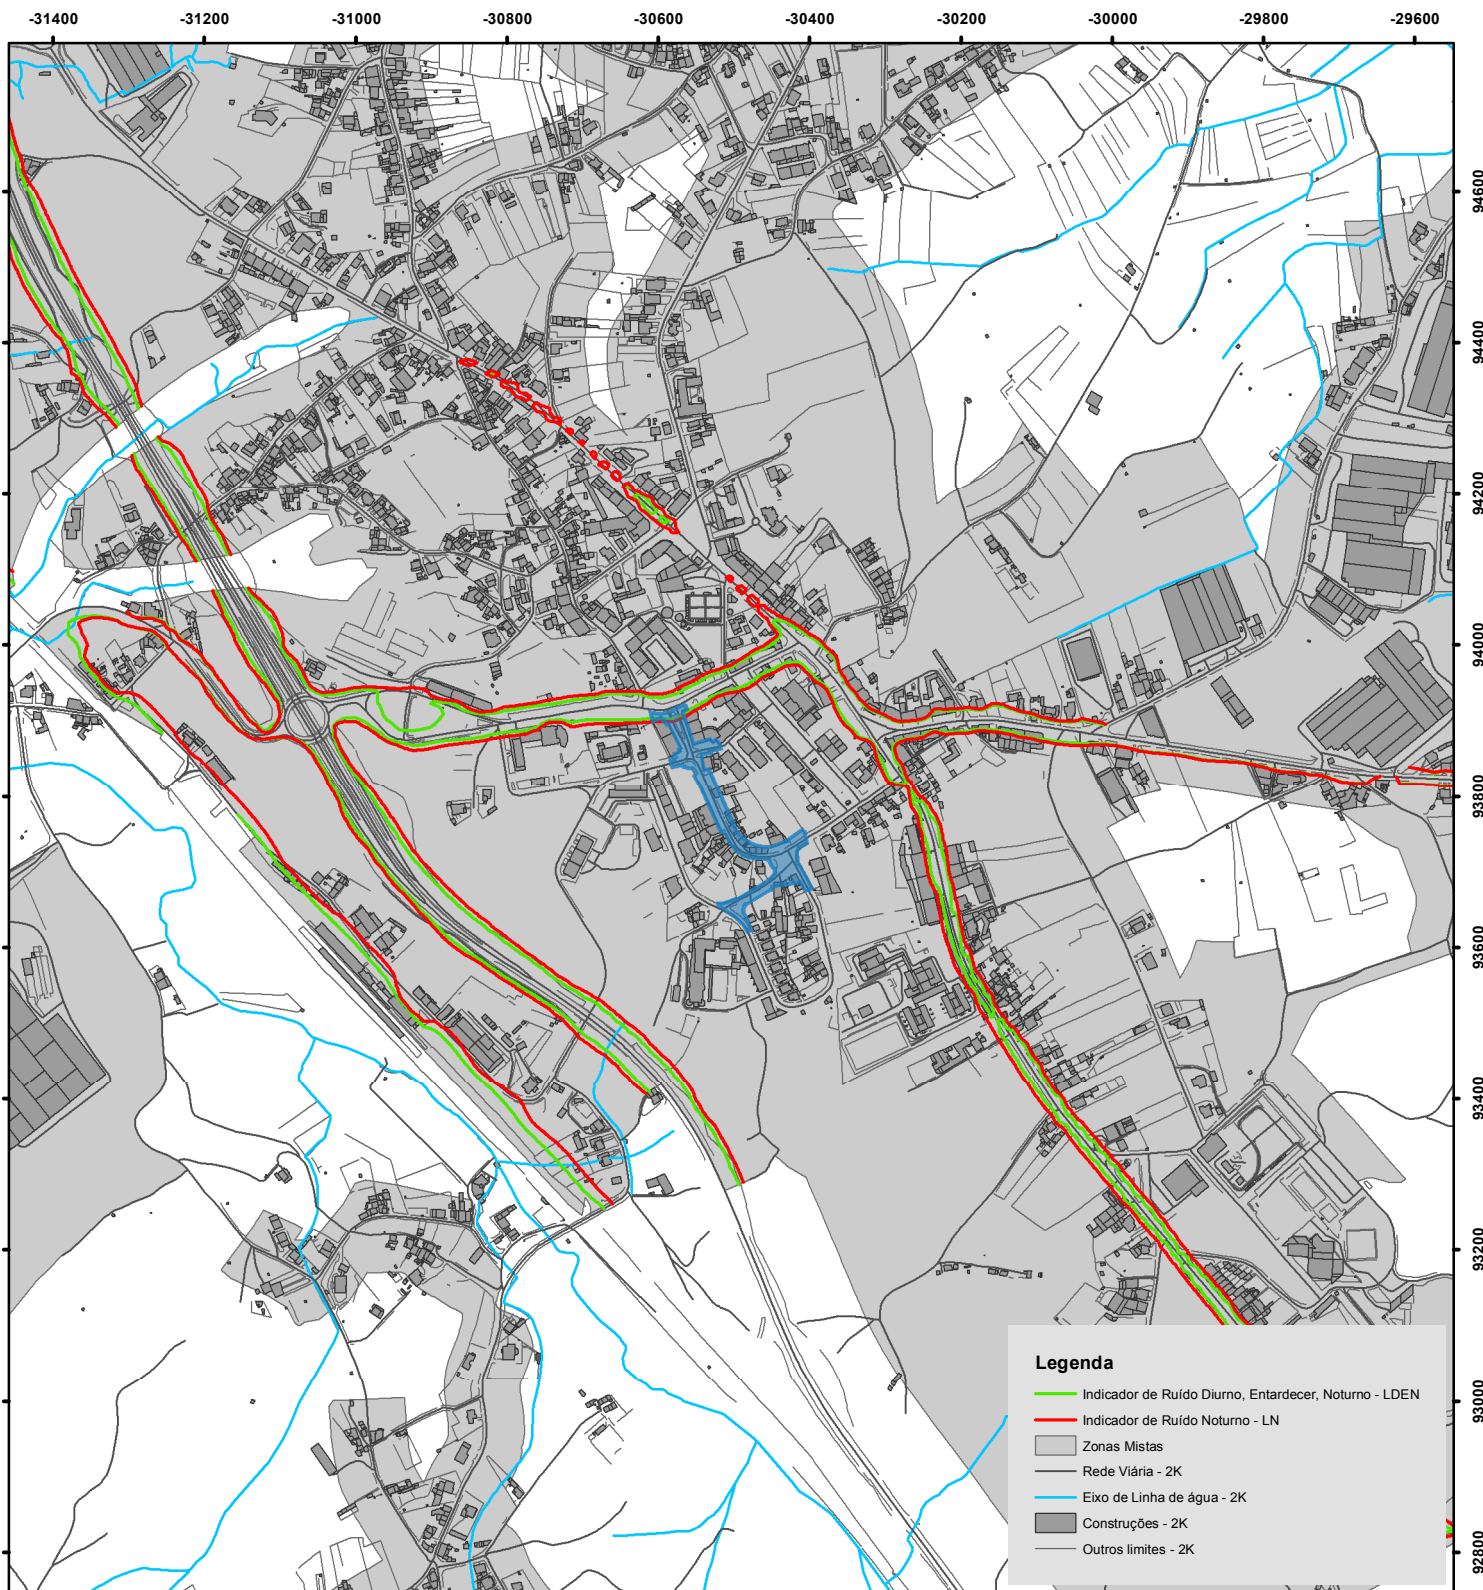 -31400 -31200 -31000 -30800 -30600 -30400 -30200 -30000 -29800 -29600
94600
94400
94200
94000
93800
93600
93400
93200
93000
92800
Legenda
Indicador de Ruído Diurno, Entardecer, Noturno - LDEN
Indicador de Ruído Noturno - LN
Zonas Mistas
Rede Viária - 2K
Eixo de Linha de água - 2K
Construções - 2K
Outros limites - 2K